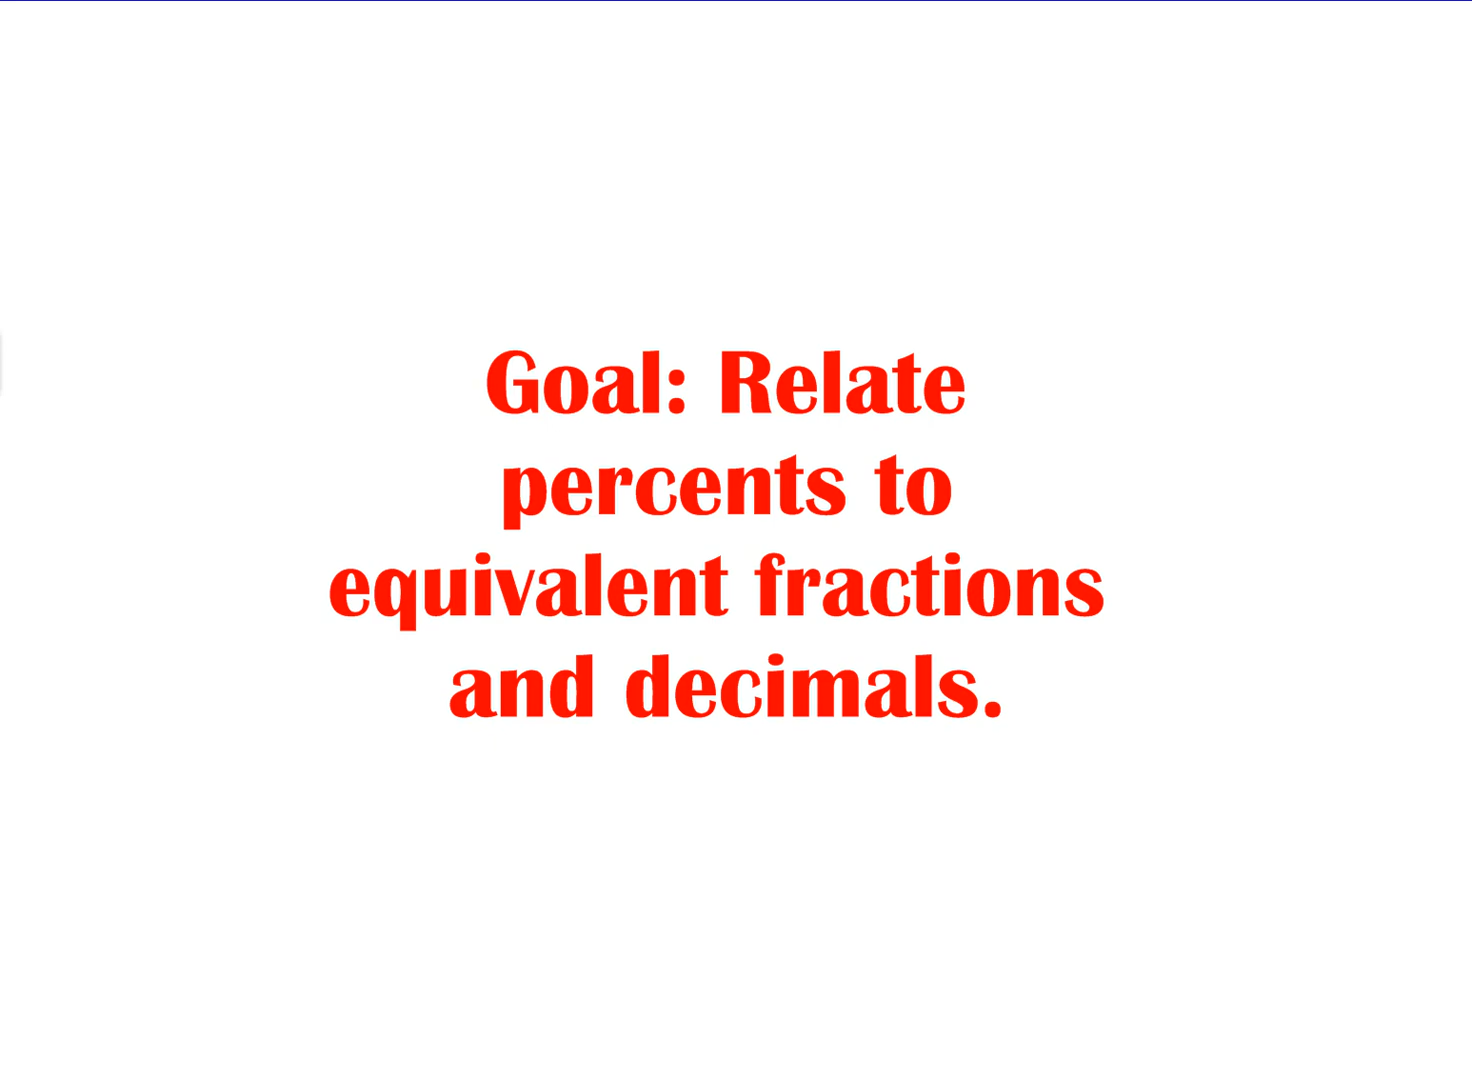 Goal: Relate
percents to
equivalent fractions
and decimals.